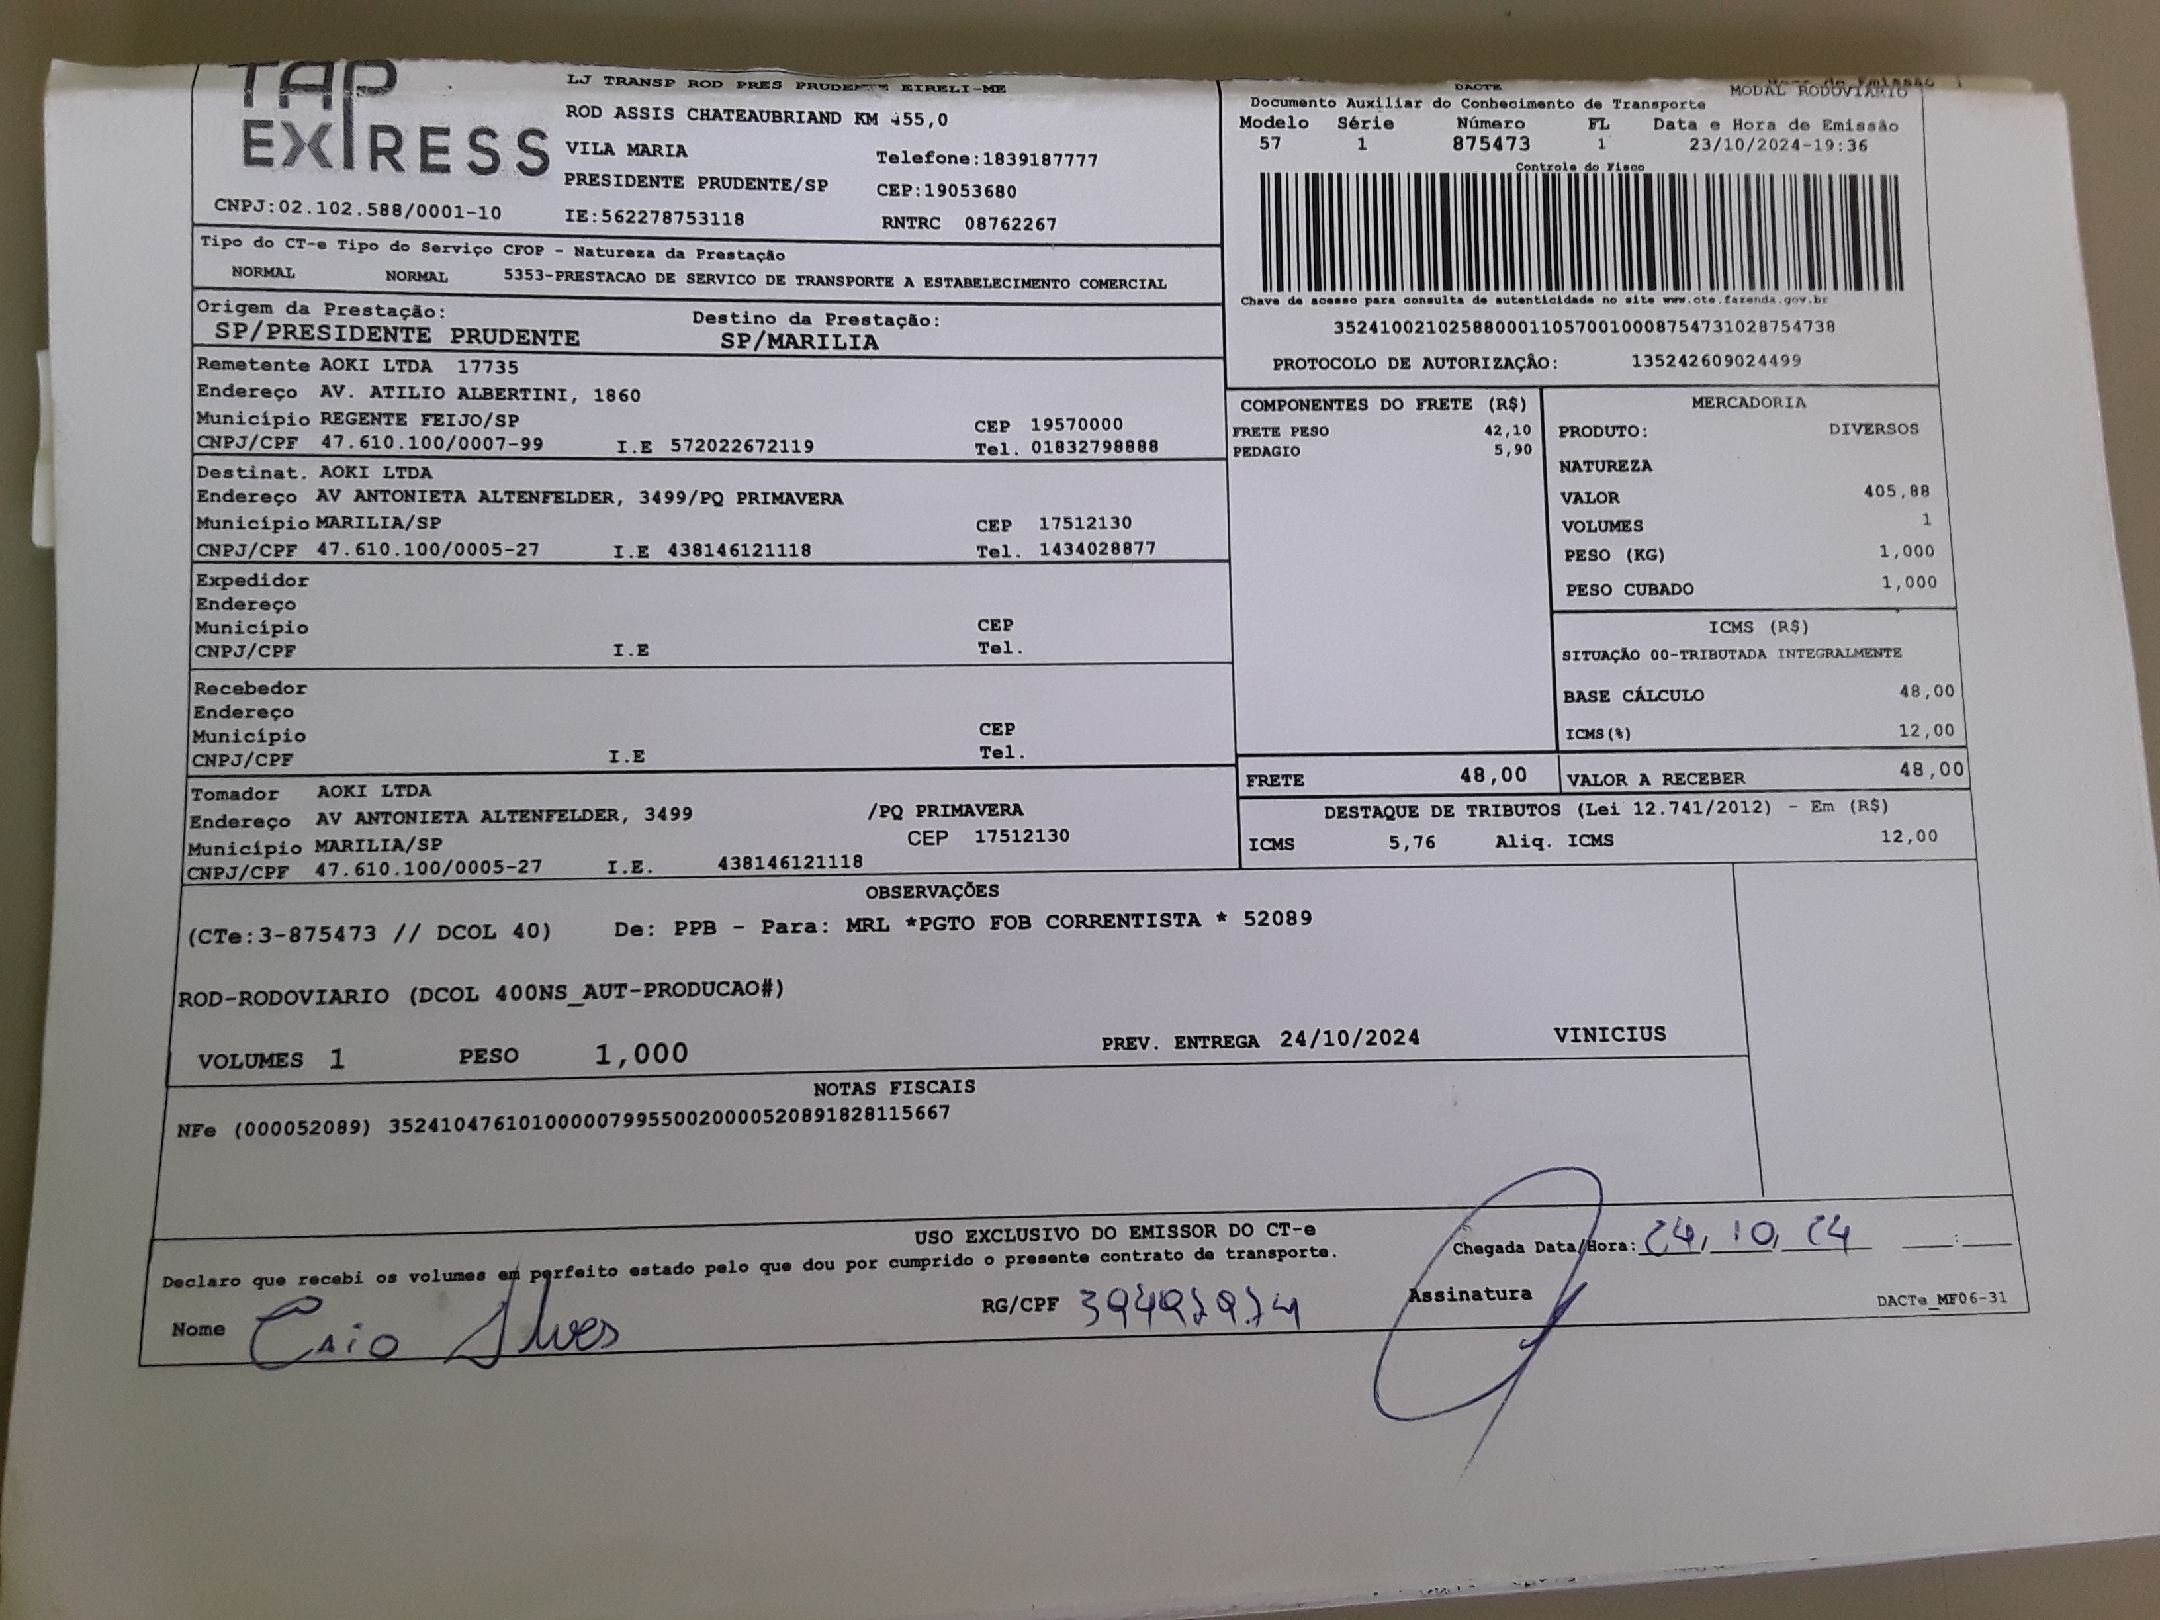 TAP EXPRESS
LJ TRANSP ROD PRES PRUDENTE EIRELI-ME
ROD ASSIS CHATEAUBRIAND KM 455,0
VILA MARIA Telefone:1839187777
PRESIDENTE PRUDENTE/SP CEP:19053680
CNPJ:02.102.588/0001-10 IE:562278753118 RNTRC 08762267
DACTE MODAL RODOVIARIO
Documento Auxiliar do Conhecimento de Transporte
Modelo Série Número FL Data e Hora de Emissão
57 1 875473 1 23/10/2024-19:36
Controle do Fisco
Chave de acesso para consulta de autenticidade no site www.cte.fazenda.gov.br
35241002102588000110570010008754731028754738
PROTOCOLO DE AUTORIZAÇÃO: 135242609024499
Tipo do CT-e Tipo do Serviço CFOP - Natureza da Prestação
NORMAL NORMAL 5353-PRESTACAO DE SERVICO DE TRANSPORTE A ESTABELECIMENTO COMERCIAL
Origem da Prestação: Destino da Prestação:
SP/PRESIDENTE PRUDENTE SP/MARILIA
Remetente AOKI LTDA 17735
Endereço AV. ATILIO ALBERTINI, 1860
Município REGENTE FEIJO/SP CEP 19570000
CNPJ/CPF 47.610.100/0007-99 I.E 572022672119 Tel. 01832798888
Destinat. AOKI LTDA
Endereço AV ANTONIETA ALTENFELDER, 3499/PQ PRIMAVERA
Município MARILIA/SP CEP 17512130
CNPJ/CPF 47.610.100/0005-27 I.E 438146121118 Tel. 1434028877
Expedidor
Endereço
Município CEP
CNPJ/CPF I.E Tel.
Recebedor
Endereço
Município CEP
CNPJ/CPF I.E Tel.
Tomador AOKI LTDA
Endereço AV ANTONIETA ALTENFELDER, 3499 /PQ PRIMAVERA
Município MARILIA/SP CEP 17512130
CNPJ/CPF 47.610.100/0005-27 I.E. 438146121118
COMPONENTES DO FRETE (R$)
FRETE PESO 42,10
PEDAGIO 5,90
MERCADORIA
PRODUTO: DIVERSOS
NATUREZA
VALOR 405,88
VOLUMES 1
PESO (KG) 1,000
PESO CUBADO 1,000
ICMS (R$)
SITUAÇÃO 00-TRIBUTADA INTEGRALMENTE
BASE CÁLCULO 48,00
ICMS(%) 12,00
FRETE 48,00 VALOR A RECEBER 48,00
DESTAQUE DE TRIBUTOS (Lei 12.741/2012) - Em (R$)
ICMS 5,76 Aliq. ICMS 12,00
OBSERVAÇÕES
(CTe:3-875473 // DCOL 40) De: PPB - Para: MRL *PGTO FOB CORRENTISTA * 52089
ROD-RODOVIARIO (DCOL 400NS_AUT-PRODUCAO#)
VOLUMES 1 PESO 1,000 PREV. ENTREGA 24/10/2024 VINICIUS
NOTAS FISCAIS
NFe (000052089) 35241047610100000799550020000520891828115667
USO EXCLUSIVO DO EMISSOR DO CT-e
Declaro que recebi os volumes em perfeito estado pelo que dou por cumprido o presente contrato de transporte.
Chegada Data/Hora: 24, 10, 24 :
Nome Caio Alves RG/CPF Assinatura
DACTe_MF06-31